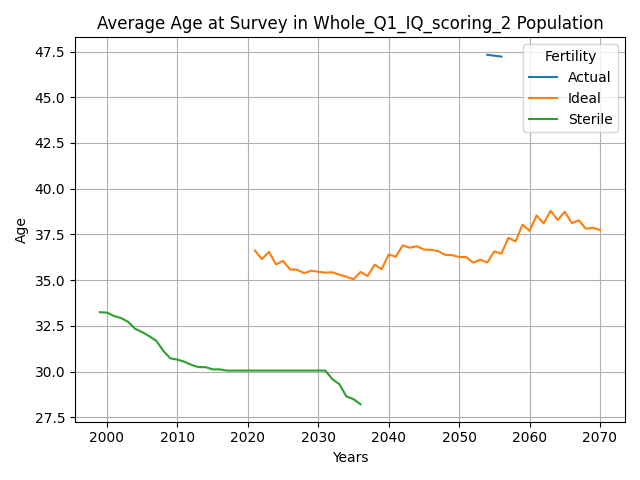 Average Age at Survey in Whole_Q1_IQ_scoring_2 Population
Fertility
Actual
Ideal
Sterile
Age
47.5
45.0
42.5
40.0
37.5
35.0
32.5
30.0
27.5
2000 2010 2020 2030 2040 2050 2060 2070
Years